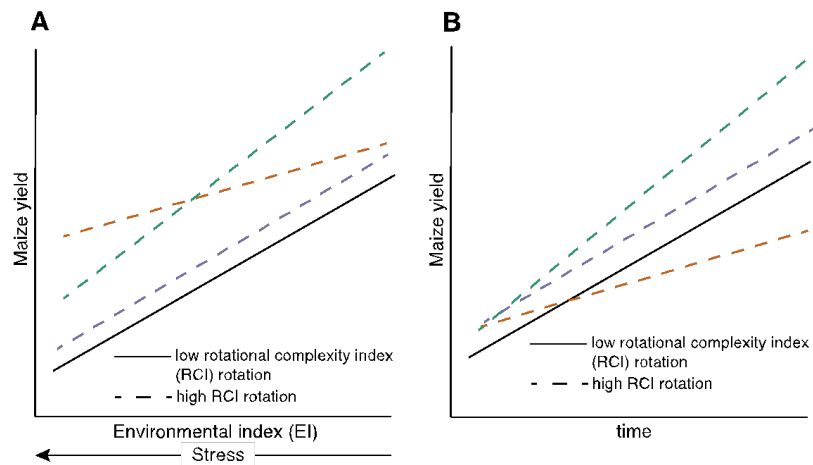 A
Maize yield
low rotational complexity index
(RCI) rotation
high RCI rotation
Environmental index (EI)
Stress
B
Maize yield
low rotational complexity index
(RCI) rotation
high RCI rotation
time